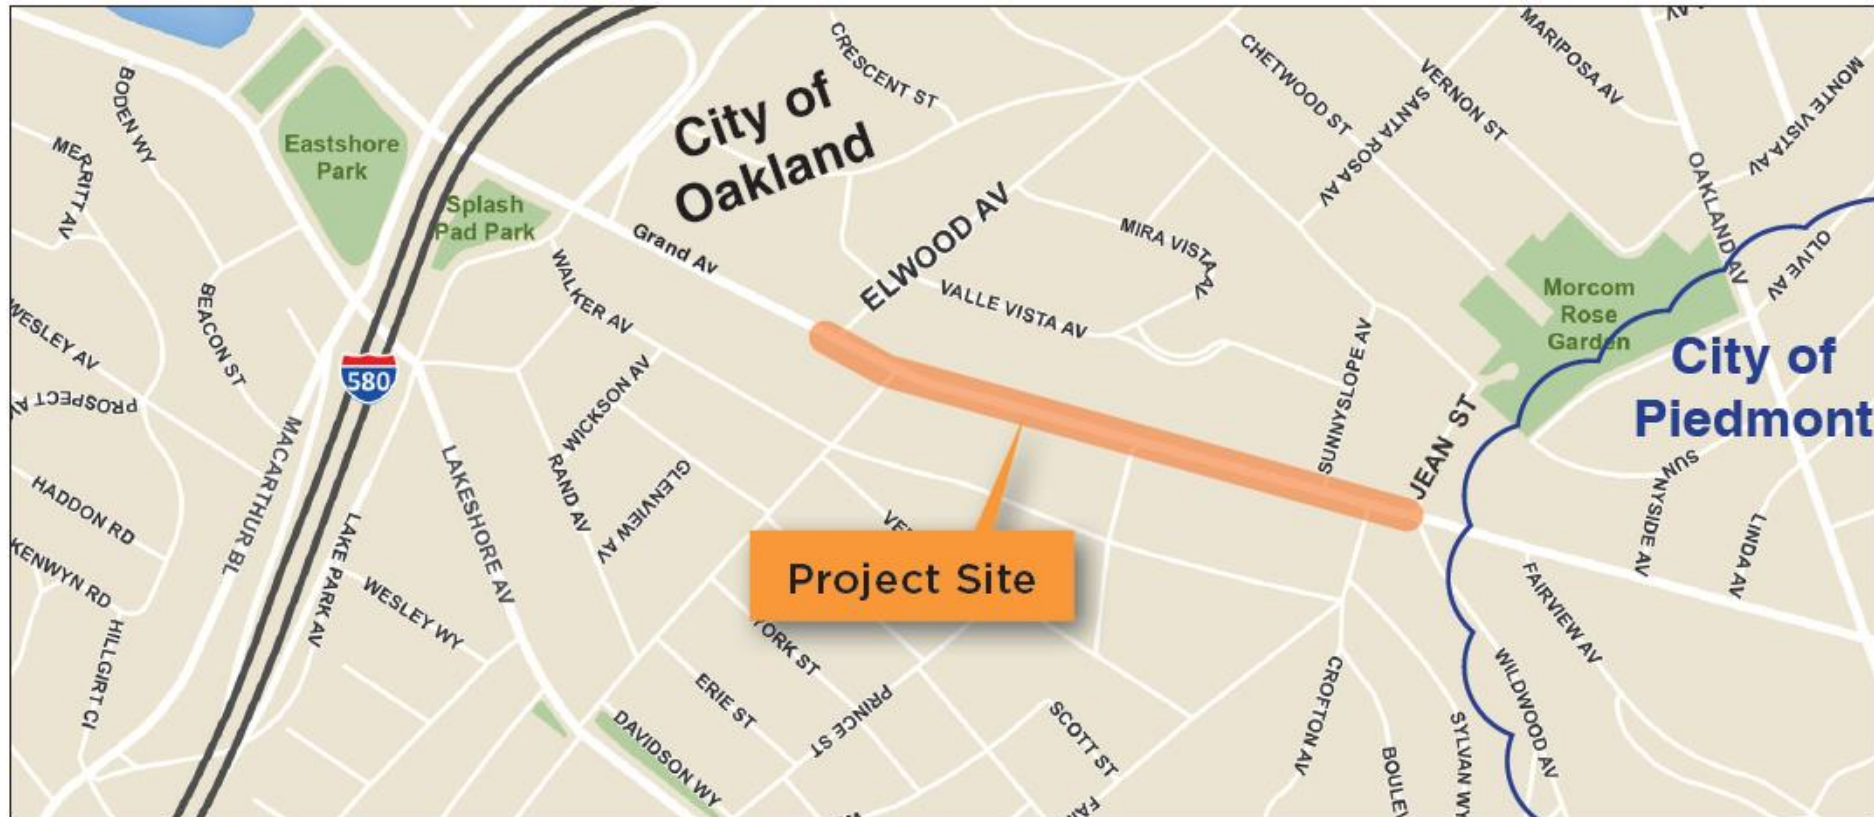 CRESCENT ST
CHETWOOD ST
VERNON ST
MARIPOSA AV
MONTE VISTA AV
SANTA ROSA AV
BODEN WY
MERRITT AV
Eastshore
Park
City of
Oakland
OAKLAND AV
Splash
Pad Park
Grand Av
ELWOOD AV
MIRA VISTA AV
OLIVE AV
WALKER AV
BEACON ST
VALLE VISTA AV
Morcom
Rose
Garden
WESLEY AV
City of
Piedmont
580
SUNNYSLOPE AV
WICKSON AV
PROSPECT AV
JEAN ST
MACARTHUR BL
LAKESHORE AV
RAND AV
GLENVIEW AV
SUNNYSIDE AV
LINDA AV
HADDON RD
LAKE PARK AV
KENWYN RD
Project Site
WESLEY WY
FAIRVIEW AV
HILLGIRT CI
YORK ST
ERIE ST
PRINCE ST
WILDWOOD AV
CROFTON AV
SCOTT ST
DAVIDSON WY
SYLVAN WY